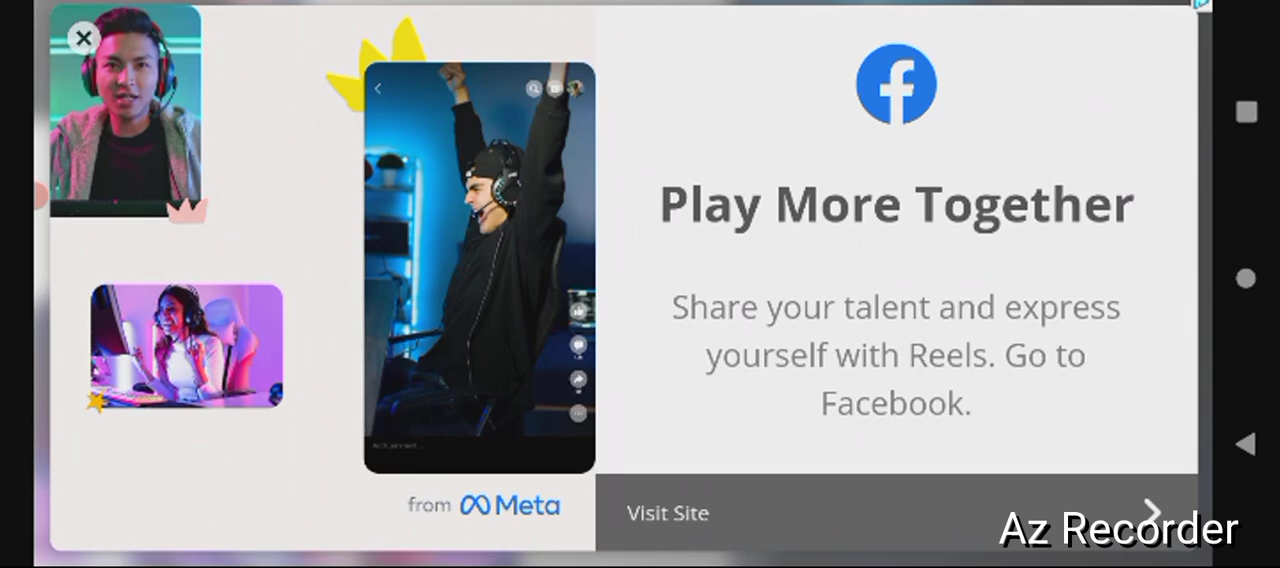 from Meta
Play More Together
Share your talent and express
yourself with Reels. Go to
Facebook.
Visit Site
Az Recorder